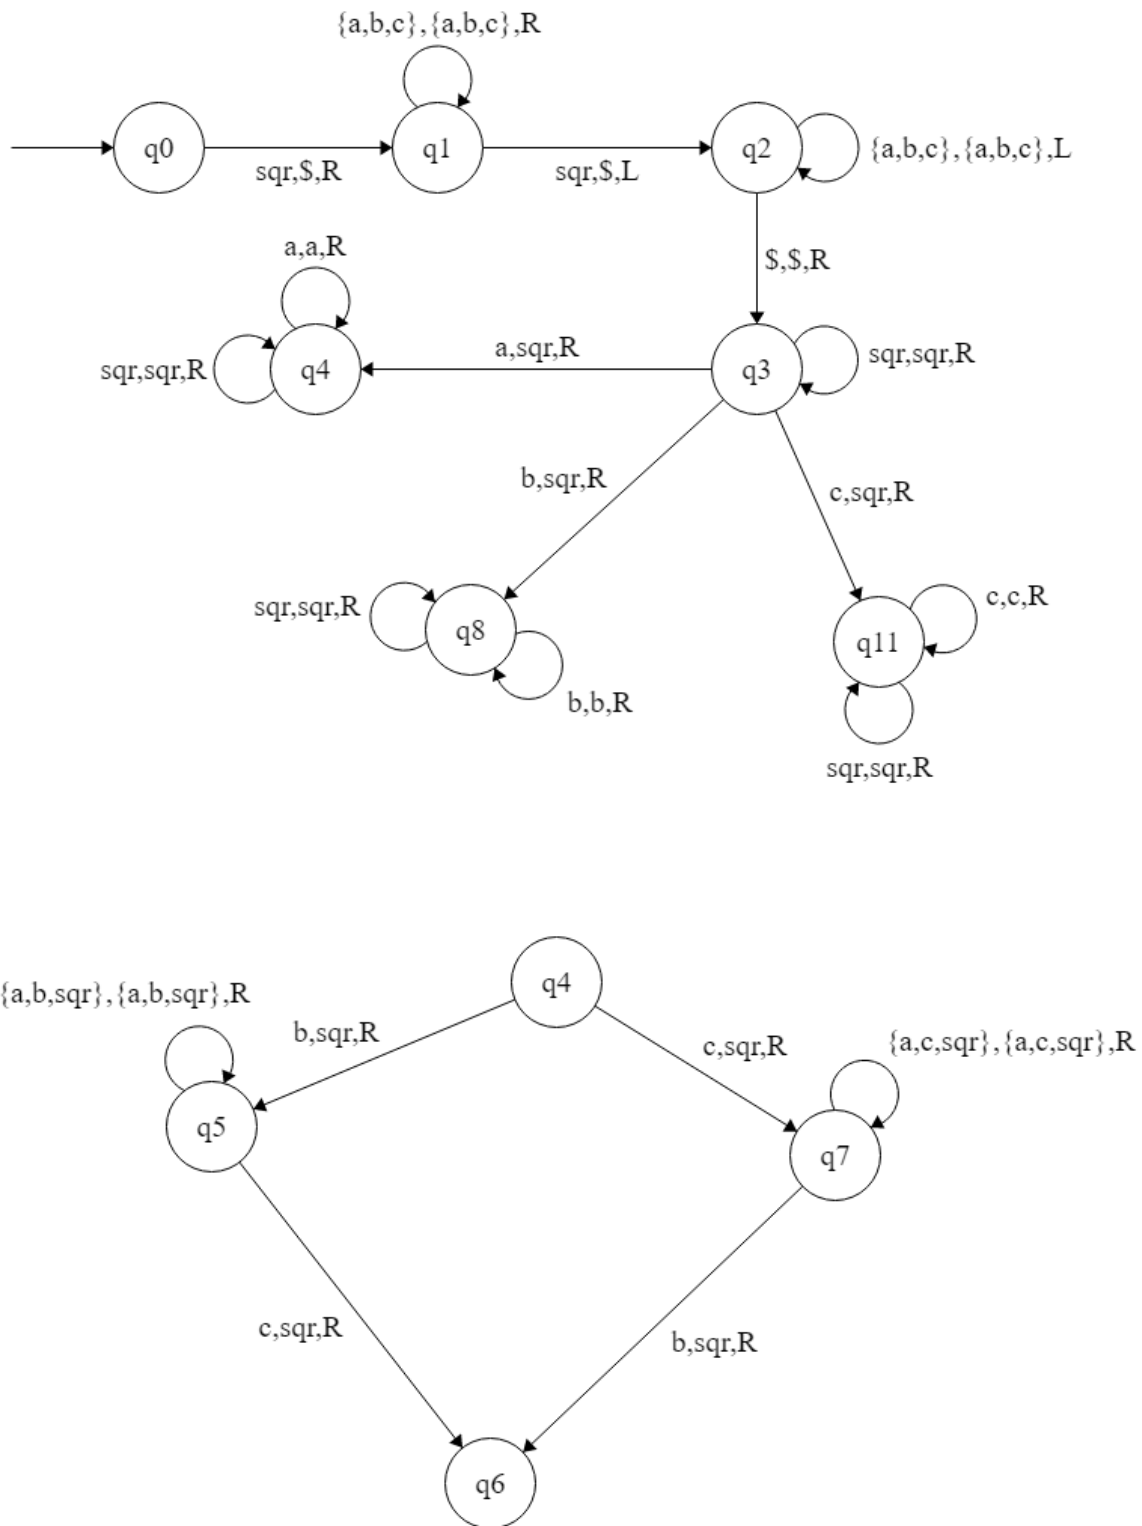 {a,b,c},{a,b,c},R
q0
q1
q2
{a,b,c},{a,b,c},L
sqr,$,R
sqr,$,L
a,a,R
$,$,R
sqr,sqr,R
q4
a,sqr,R
q3
sqr,sqr,R
b,sqr,R
c,sqr,R
sqr,sqr,R
q8
b,b,R
q11
c,c,R
sqr,sqr,R
q4
{a,b,sqr},{a,b,sqr},R
b,sqr,R
c,sqr,R
{a,c,sqr},{a,c,sqr},R
q5
q7
c,sqr,R
b,sqr,R
q6